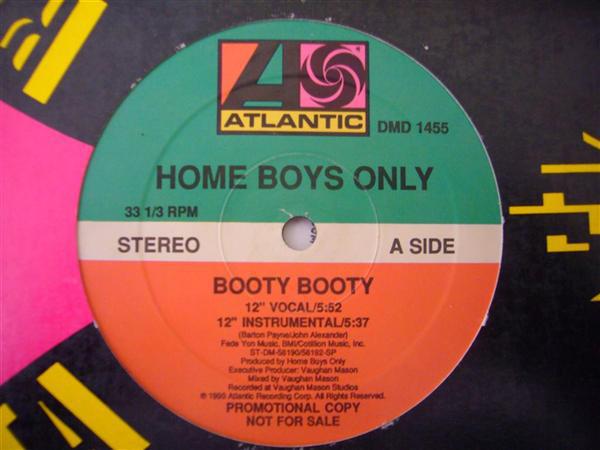 ATLANTIC
DMD 1455
HOME BOYS ONLY
33 1/3 RPM
STEREO
A SIDE
BOOTY BOOTY
12" VOCAL/5:52
12" INSTRUMENTAL/5:37
(Barton Payne/John Alexander)
Fade Yon Music, BMI/Cotillion Music, Inc.
ST-DM-58190/58192-SP
Produced by Home Boys Only
Executive Producer: Vaughan Mason
Mixed by Vaughan Mason
Recorded at Vaughan Mason Studios
℗ 1990 Atlantic Recording Corp. All Rights Reserved.
PROMOTIONAL COPY
NOT FOR SALE